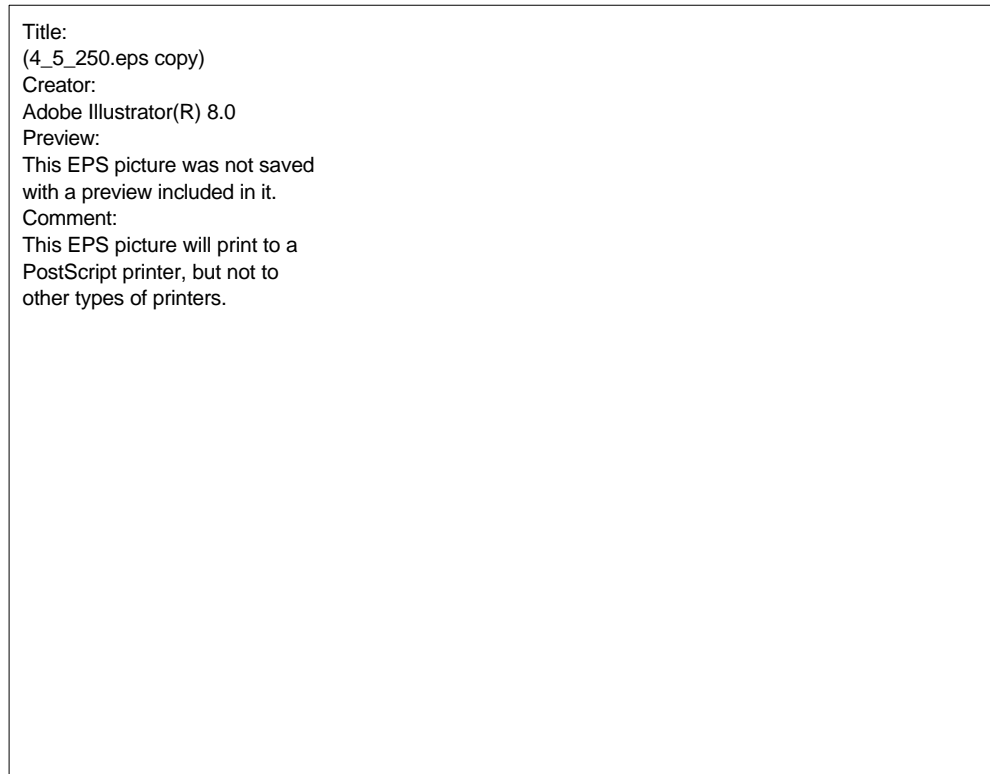 Title:
(4_5_250.eps copy)
Creator:
Adobe Illustrator(R) 8.0
Preview:
This EPS picture was not saved
with a preview included in it.
Comment:
This EPS picture will print to a
PostScript printer, but not to
other types of printers.